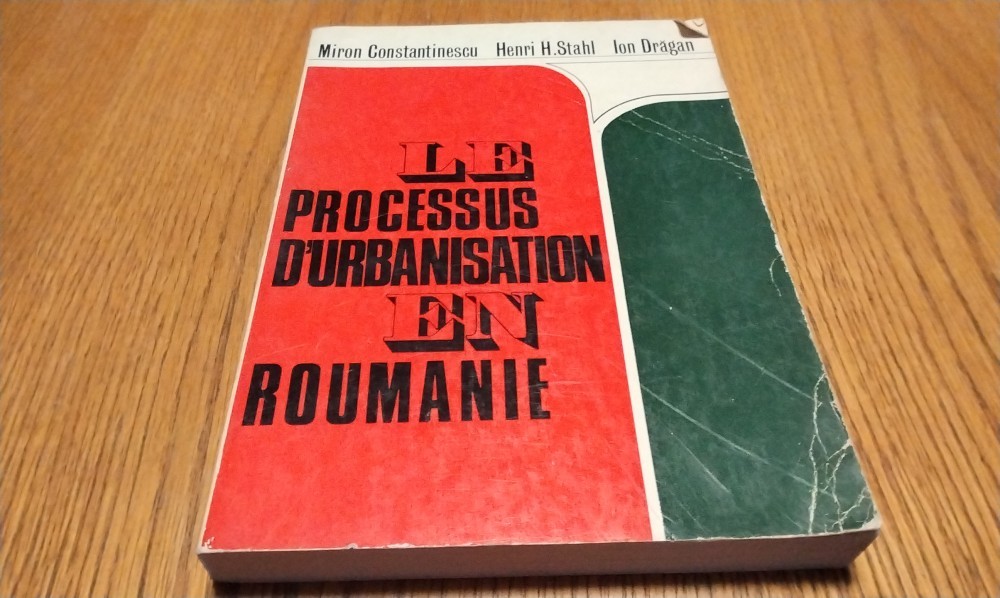 Miron Constantinescu Henri H. Stahl Ion Drăgan
LE
PROCESSUS
D'URBANISATION
EN
ROUMANIE